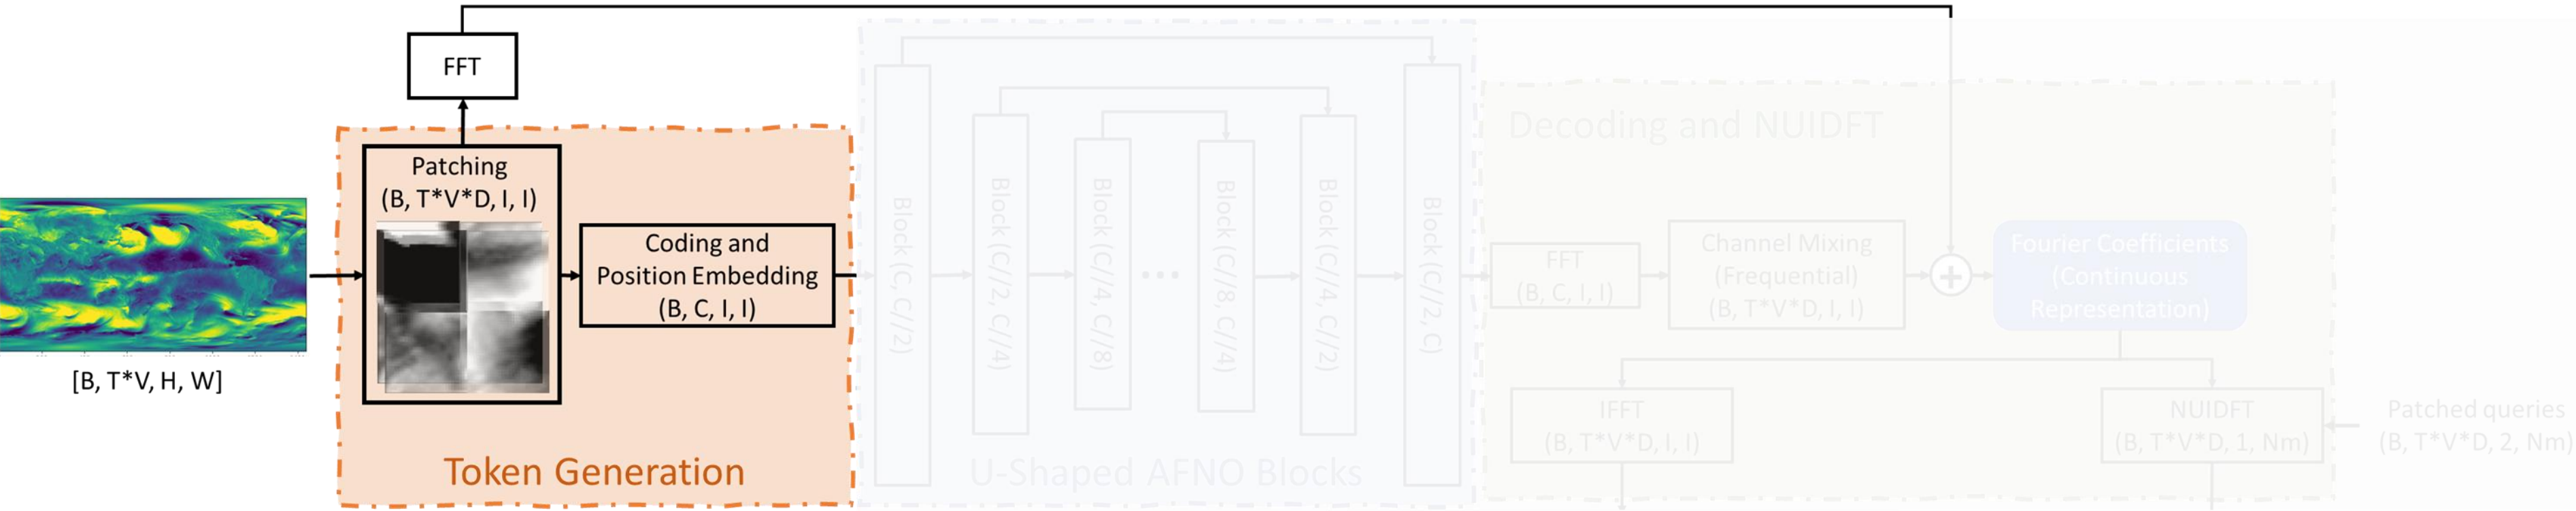 FFT
Patching
(B, T*V*D, I, I)
Coding and
Position Embedding
(B, C, I, I)
[B, T*V, H, W]
Token Generation
Block (C, C//2)
Block (C//2, C//4)
Block (C//4, C//8)
...
Block (C//8, C//4)
Block (C//4, C//2)
Block (C//2, C)
U-Shaped AFNO Blocks
Decoding and NUIDFT
FFT
(B, C, I, I)
Channel Mixing
(Frequential)
(B, T*V*D, I, I)
+
Fourier Coefficients
(Continuous
Representation)
IFFT
(B, T*V*D, I, I)
NUIDFT
(B, T*V*D, 1, Nm)
Patched queries
(B, T*V*D, 2, Nm)